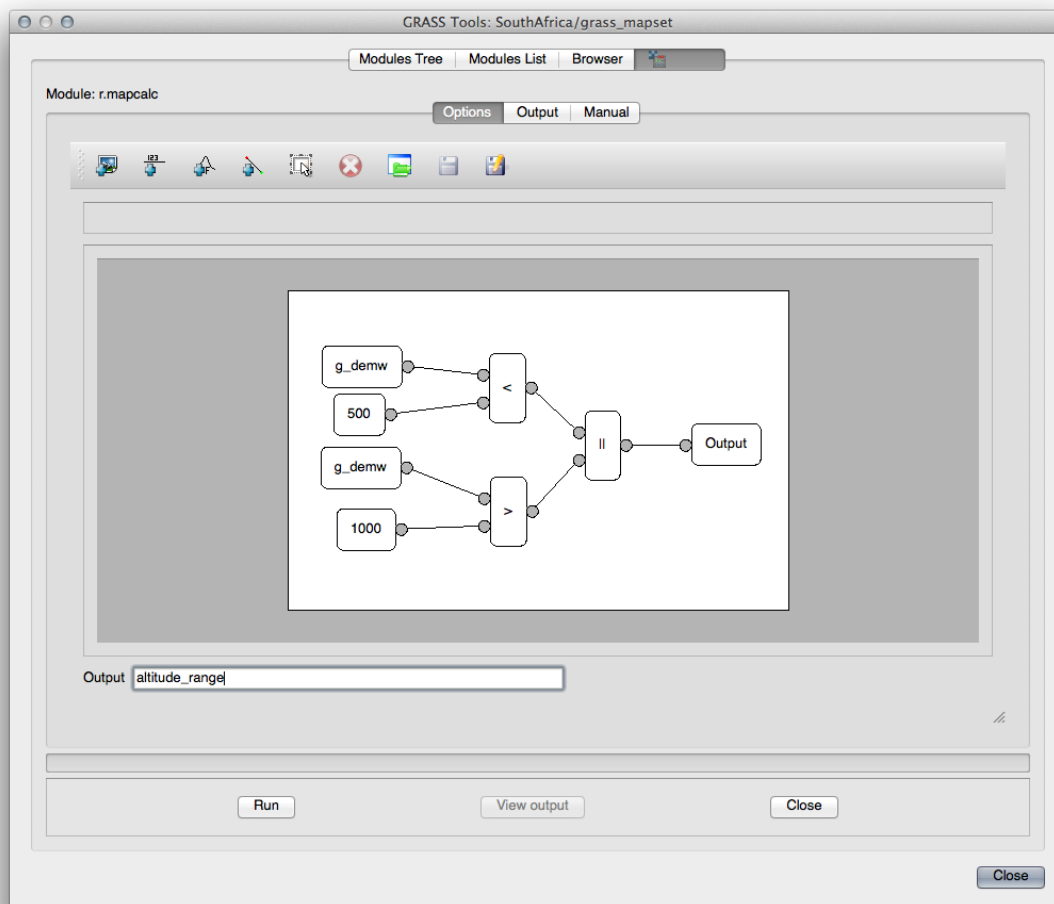 GRASS Tools: SouthAfrica/grass_mapset
Modules Tree Modules List Browser
Module: r.mapcalc
Options Output Manual
123
F
g_demw
<
500
||
Output
g_demw
>
1000
Output altitude_range
Run View output Close
Close